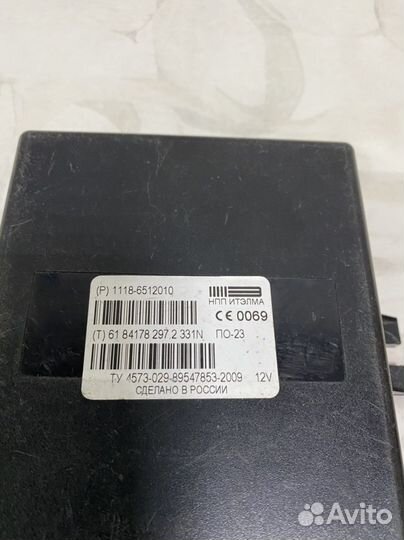 (P) 1118-6512010
НПП ИТЭЛМА
CE 0069
(T) 61 84178 297.2 331N ПО-23
ТУ 4573-029-89547853-2009 12V
СДЕЛАНО В РОССИИ
Avito